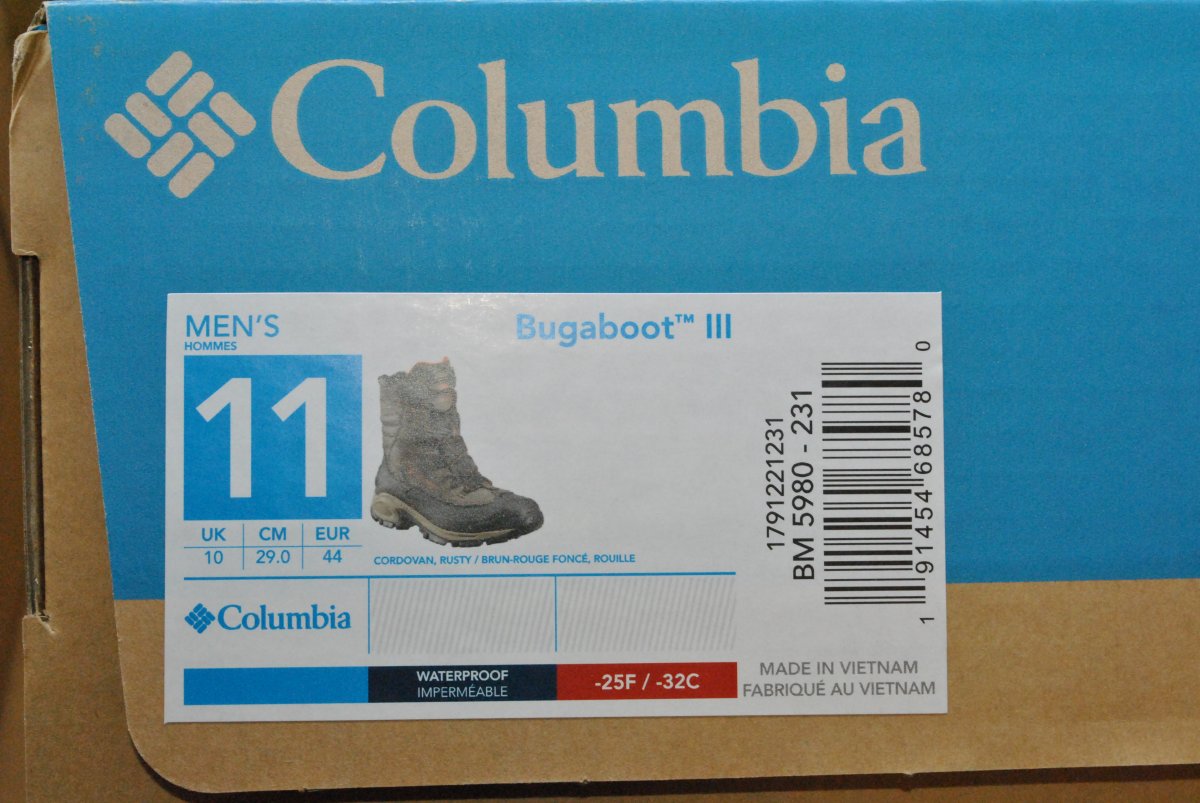 Columbia
MEN'S
HOMMES
Bugaboot™ III
11
UK CM EUR
10 29.0 44
CORDOVAN, RUSTY / BRUN-ROUGE FONCÉ, ROUILLE
Columbia
WATERPROOF
IMPERMÉABLE
-25F / -32C
1791221231
BM 5980 - 231
1 91454 68578 0
MADE IN VIETNAM
FABRIQUÉ AU VIETNAM